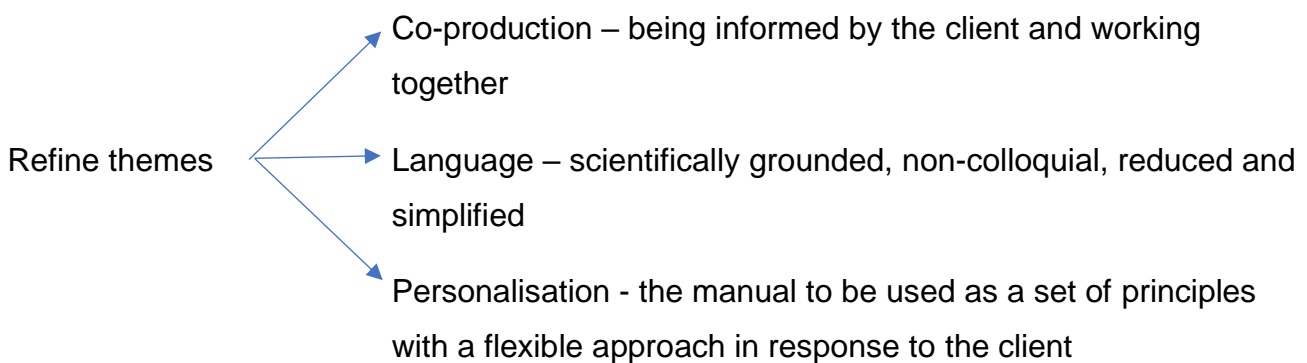 Co-production – being informed by the client and working
together
Refine themes
Language – scientifically grounded, non-colloquial, reduced and
simplified
Personalisation - the manual to be used as a set of principles
with a flexible approach in response to the client